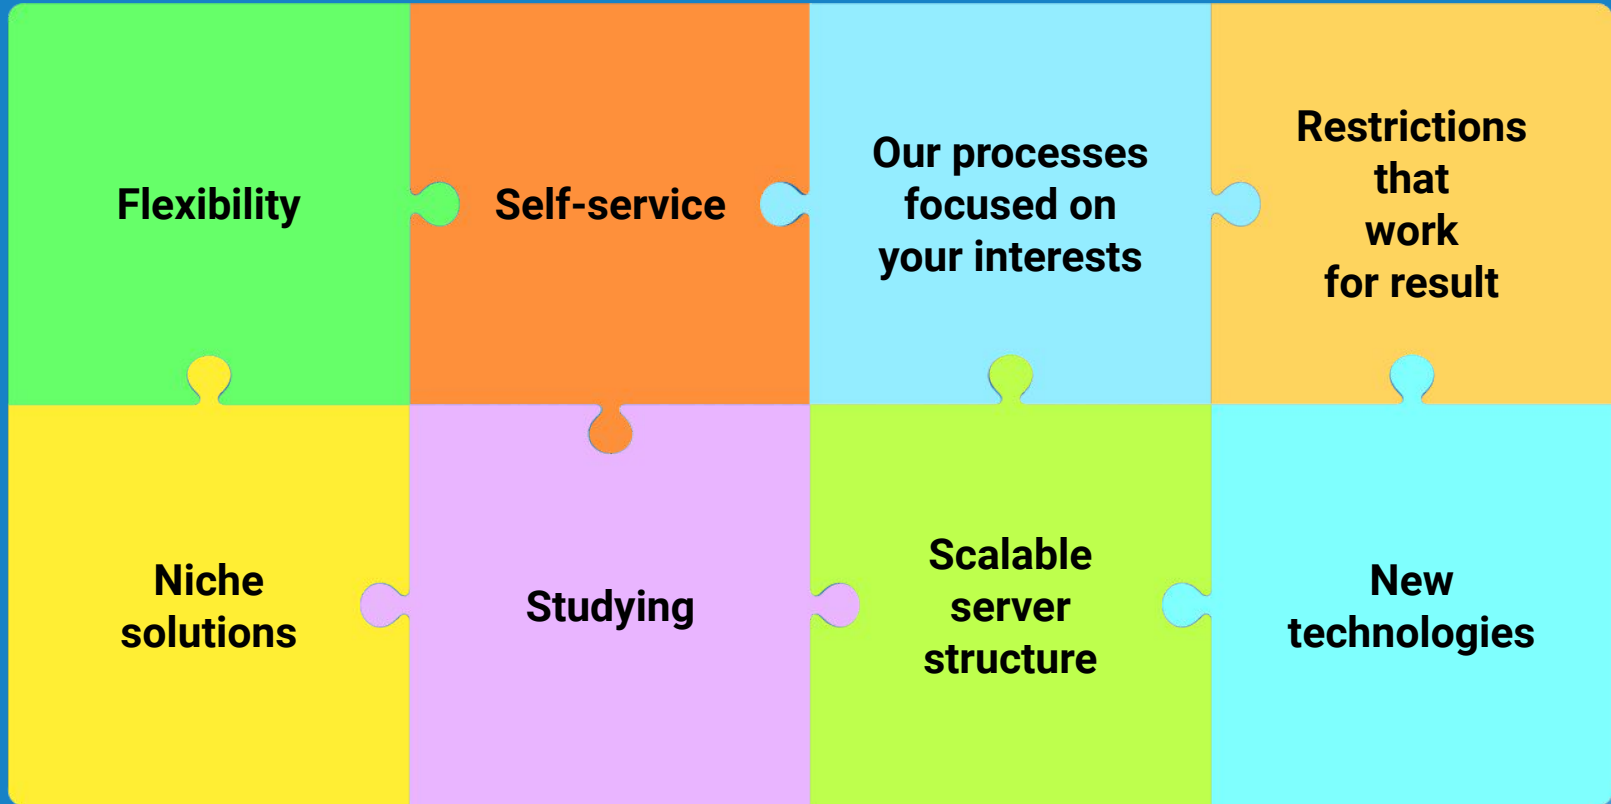 Flexibility
Self-service
Our processes
focused on
your interests
Restrictions
that
work
for result
Niche
solutions
Studying
Scalable
server
structure
New
technologies